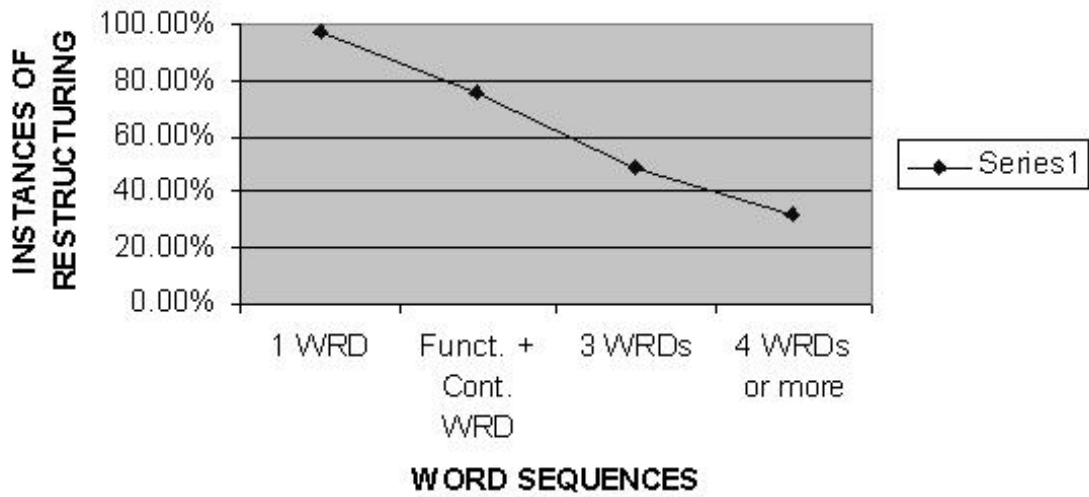 INSTANCES OF
RESTRUCTURING
100.00%
80.00%
60.00%
40.00%
20.00%
0.00%
1 WRD
Funct. +
Cont.
WRD
3 WRDs
4 WRDs
or more
WORD SEQUENCES
Series1